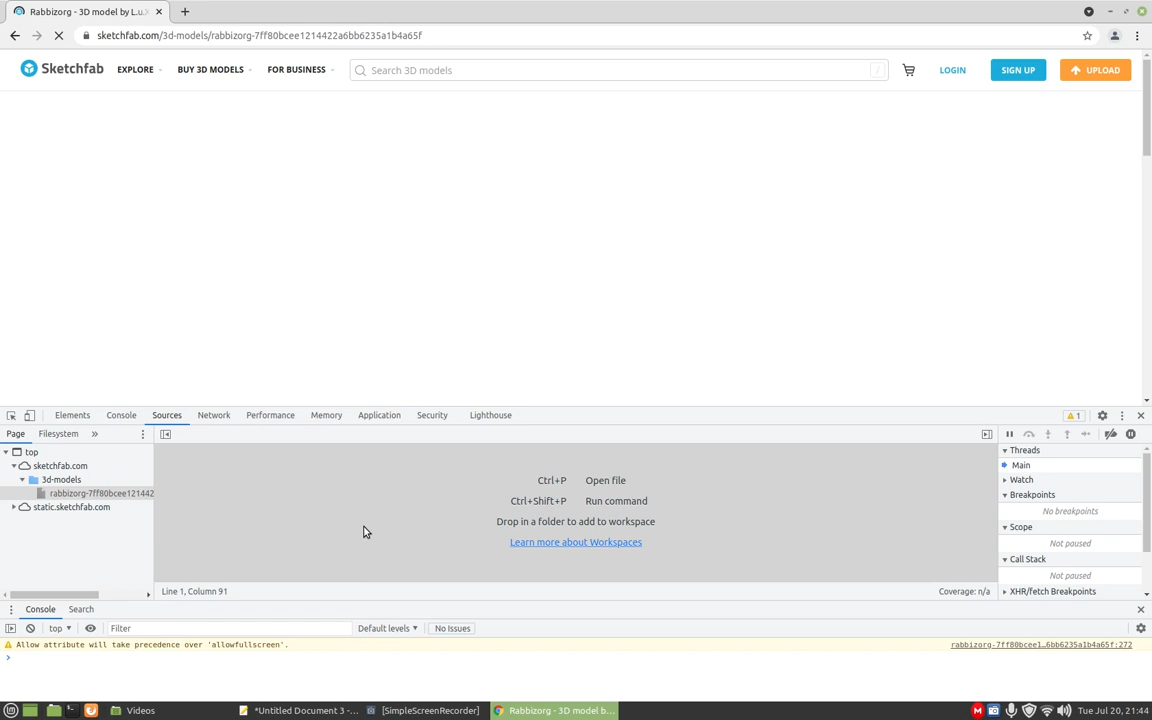 Rabbizorg - 3D model by L.u.X
sketchfab.com/3d-models/rabbizorg-7ff80bcee1214422a6bb6235a1b4a65f
Sketchfab
EXPLORE
BUY 3D MODELS
FOR BUSINESS
Search 3D models
/
LOGIN
SIGN UP
UPLOAD
Elements
Console
Sources
Network
Performance
Memory
Application
Security
Lighthouse
1
Page
Filesystem
»
top
sketchfab.com
3d-models
rabbizorg-7ff80bcee121442
static.sketchfab.com
Ctrl+P Open file
Ctrl+Shift+P Run command
Drop in a folder to add to workspace
Learn more about Workspaces
Line 1, Column 91
Coverage: n/a
Threads
Main
Watch
Breakpoints
No breakpoints
Scope
Not paused
Call Stack
Not paused
XHR/fetch Breakpoints
Console
Search
top
Filter
Default levels
No Issues
Allow attribute will take precedence over 'allowfullscreen'.
rabbizorg-7ff80bcee1…6bb6235a1b4a65f:272
Videos
*Untitled Document 3 -...
[SimpleScreenRecorder]
Rabbizorg - 3D model b...
Tue Jul 20, 21:44